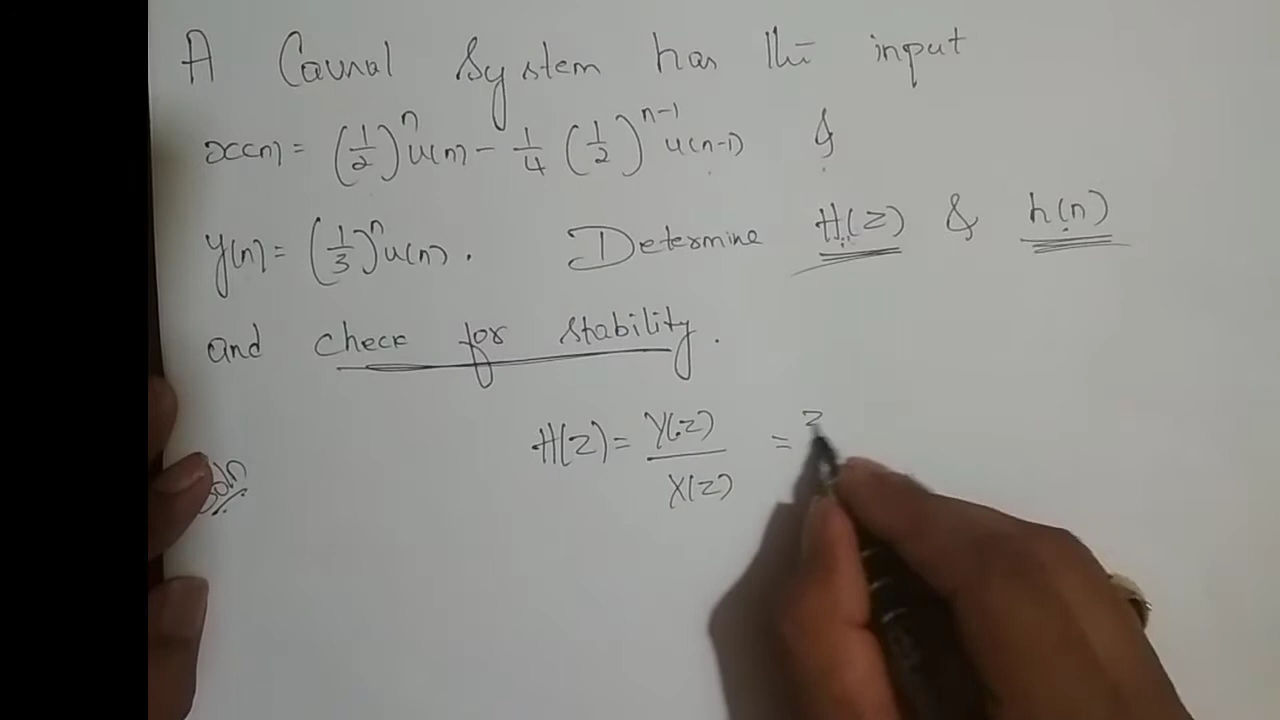 A Causal System has the input
x(n) = (1/2)^n u(n) - 1/4 (1/2)^{n-1} u(n-1) &
y(n) = (1/3)^n u(n). Determine H(z) & h(n)
and check for stability.
Soln
H(z) = Y(z)/X(z) = z